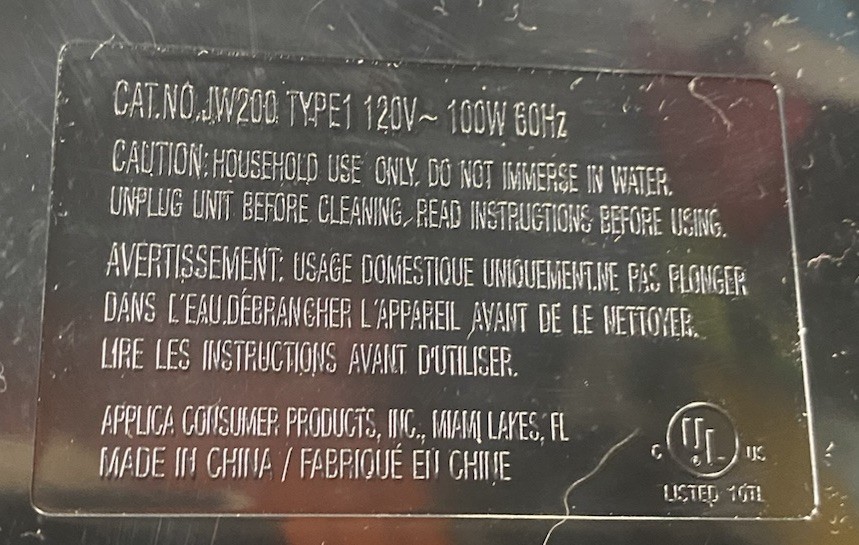 CAT.NO.JW200 TYPE1 120V~ 100W 60Hz
CAUTION: HOUSEHOLD USE ONLY. DO NOT IMMERSE IN WATER.
UNPLUG UNIT BEFORE CLEANING. READ INSTRUCTIONS BEFORE USING.
AVERTISSEMENT: USAGE DOMESTIQUE UNIQUEMENT.NE PAS PLONGER
DANS L'EAU.DÉBRANCHER L'APPAREIL AVANT DE LE NETTOYER.
LIRE LES INSTRUCTIONS AVANT D'UTILISER.
APPLICA CONSUMER PRODUCTS, INC., MIAMI LAKES, FL
MADE IN CHINA / FABRIQUÉ EN CHINE
C UL US
LISTED 16TL